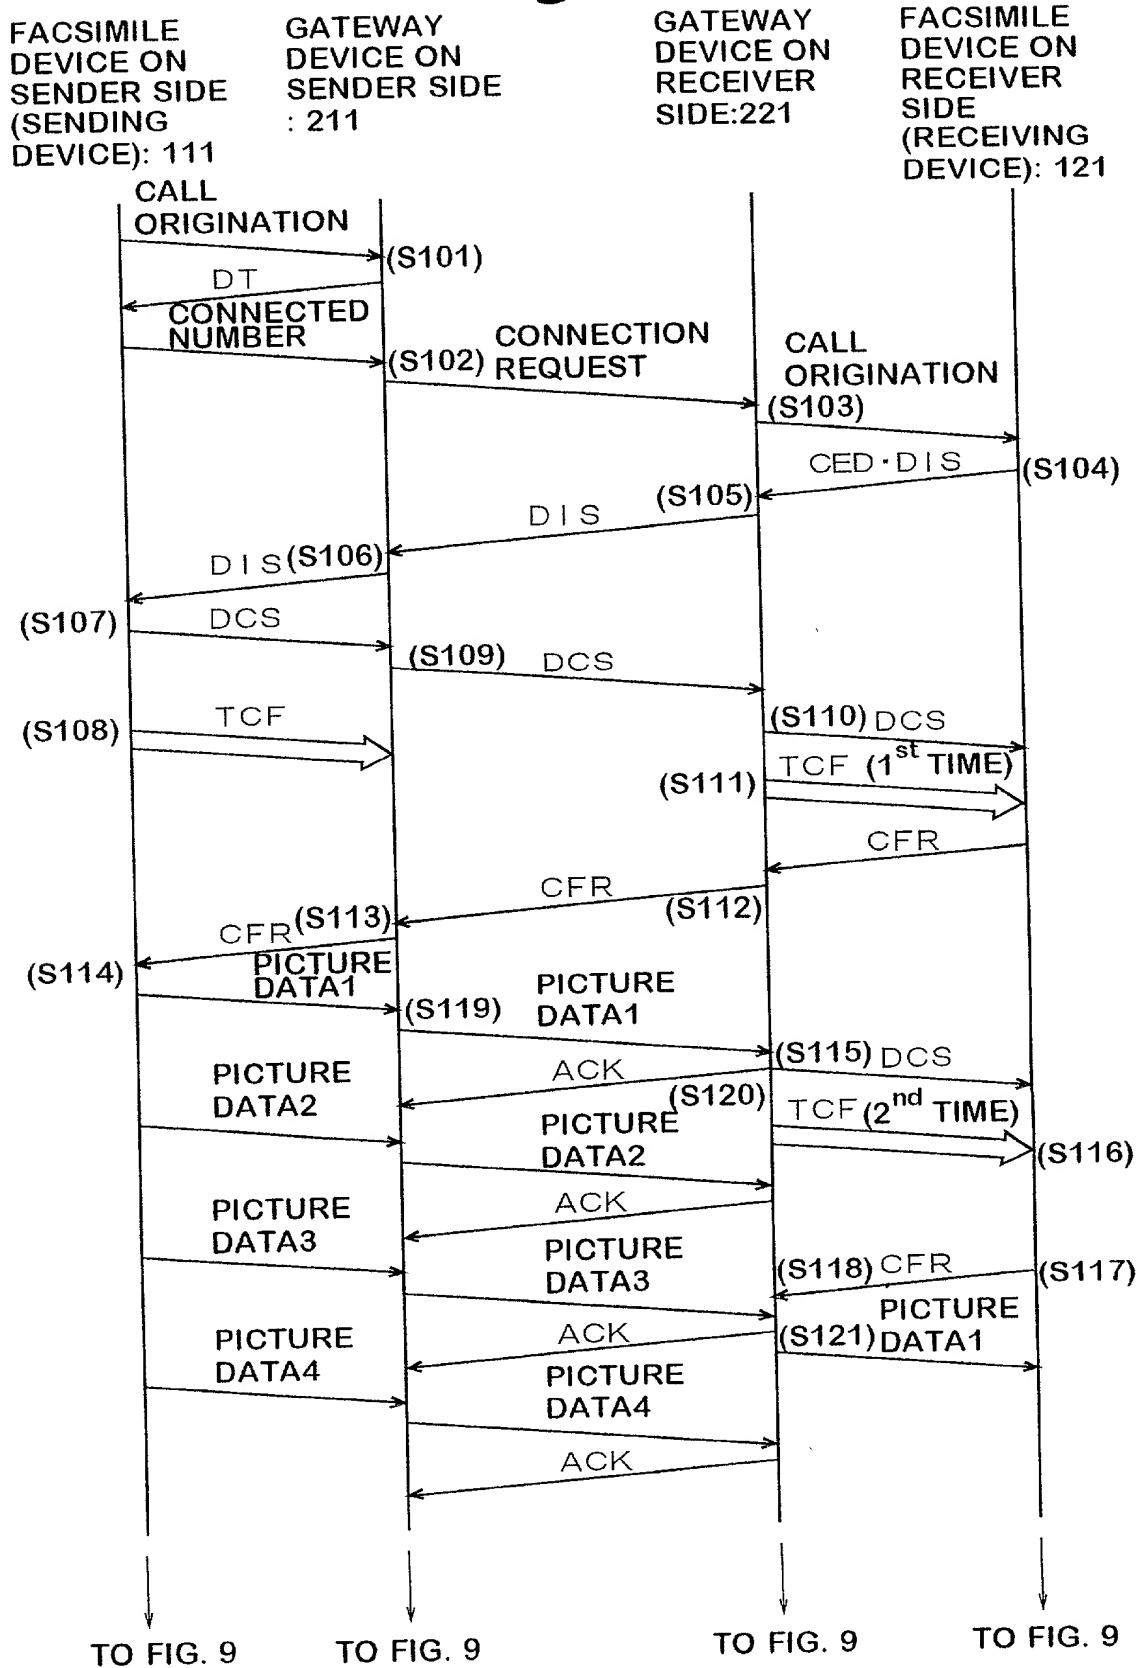 FACSIMILE
DEVICE ON
SENDER SIDE
(SENDING
DEVICE): 111
GATEWAY
DEVICE ON
SENDER SIDE
: 211
GATEWAY
DEVICE ON
RECEIVER
SIDE:221
FACSIMILE
DEVICE ON
RECEIVER
SIDE
(RECEIVING
DEVICE): 121
CALL
ORIGINATION
(S101)
DT
CONNECTED
NUMBER
(S102)
CONNECTION
REQUEST
CALL
ORIGINATION
(S103)
CED・DIS
(S104)
(S105)
DIS
DIS
(S106)
(S107)
DCS
(S109)
DCS
(S108)
TCF
(S110)
DCS
TCF (1st TIME)
(S111)
CFR
CFR
(S112)
(S113)
CFR
(S114)
PICTURE
DATA1
(S119)
PICTURE
DATA1
(S115)
DCS
ACK
(S120)
PICTURE
DATA2
TCF (2nd TIME)
PICTURE
DATA2
(S116)
ACK
PICTURE
DATA3
PICTURE
DATA3
(S118)
CFR
(S117)
ACK
(S121)
PICTURE
DATA1
PICTURE
DATA4
PICTURE
DATA4
ACK
TO FIG. 9
TO FIG. 9
TO FIG. 9
TO FIG. 9